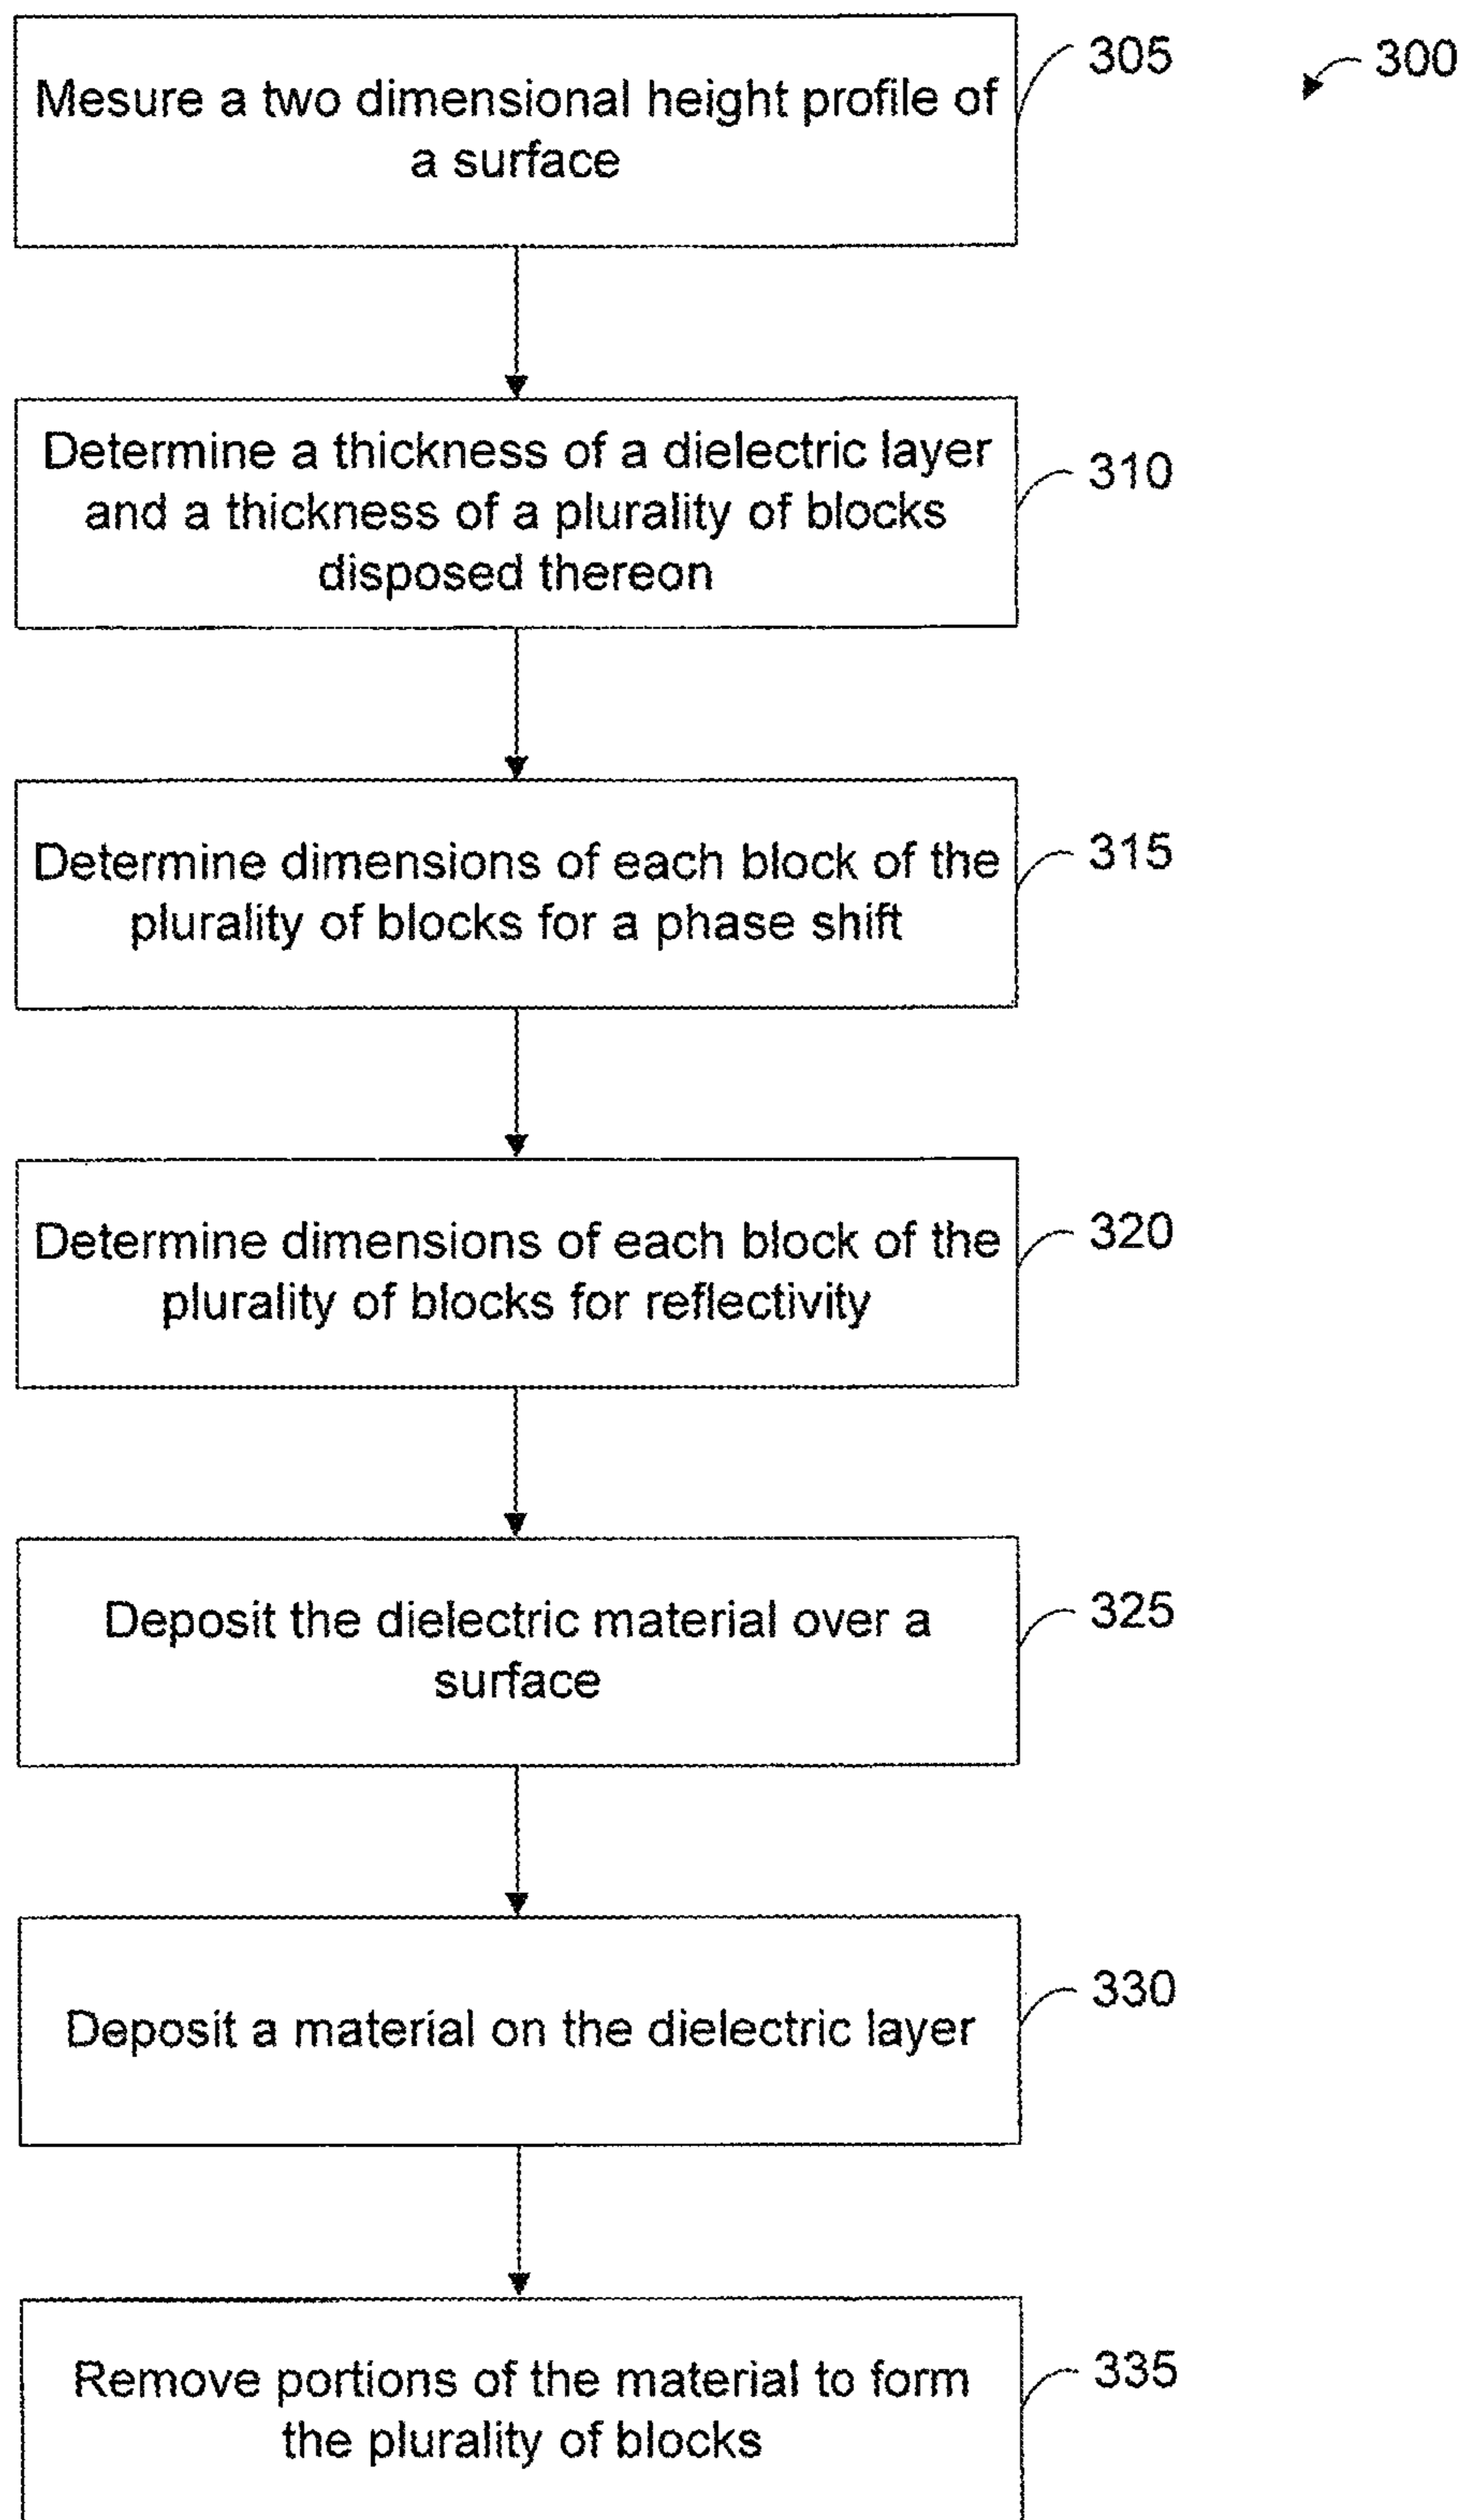 300
Mesure a two dimensional height profile of
a surface
305
Determine a thickness of a dielectric layer
and a thickness of a plurality of blocks
disposed thereon
310
Determine dimensions of each block of the
plurality of blocks for a phase shift
315
Determine dimensions of each block of the
plurality of blocks for reflectivity
320
Deposit the dielectric material over a
surface
325
Deposit a material on the dielectric layer
330
Remove portions of the material to form
the plurality of blocks
335